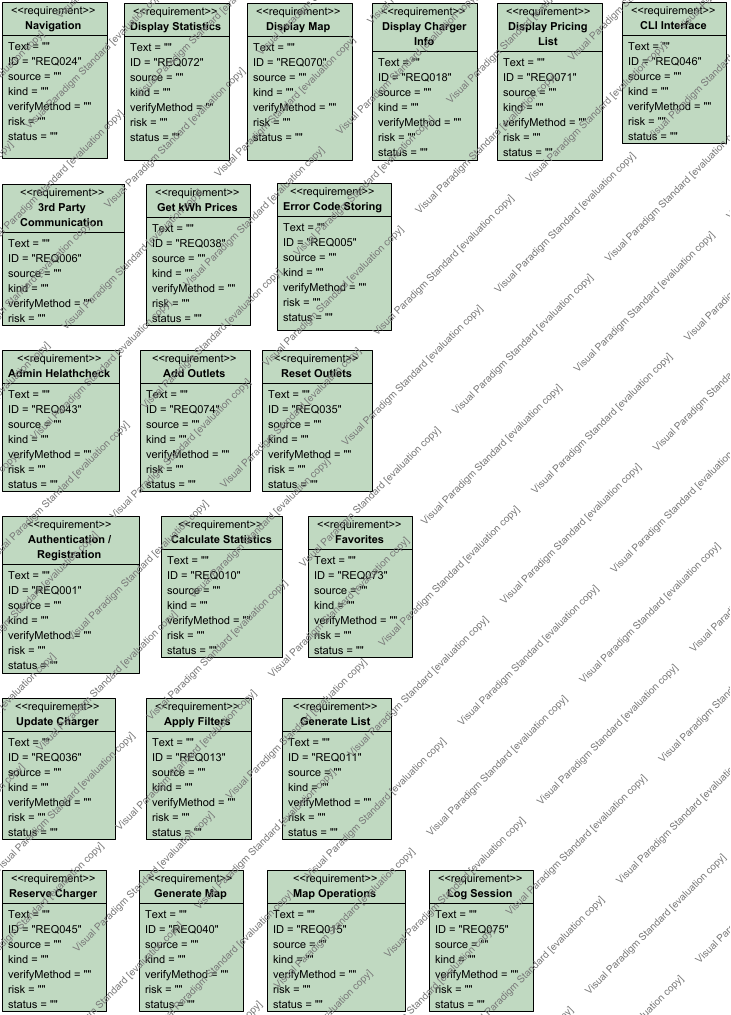 <<requirement>>
Navigation
Text = ""
ID = "REQ024"
source = ""
kind = ""
verifyMethod = ""
risk = ""
status = ""
<<requirement>>
Display Statistics
Text = ""
ID = "REQ072"
source = ""
kind = ""
verifyMethod = ""
risk = ""
status = ""
<<requirement>>
Display Map
Text = ""
ID = "REQ070"
source = ""
kind = ""
verifyMethod = ""
risk = ""
status = ""
<<requirement>>
Display Charger
Info
Text = ""
ID = "REQ018"
source = ""
kind = ""
verifyMethod = ""
risk = ""
status = ""
<<requirement>>
Display Pricing
List
Text = ""
ID = "REQ071"
source = ""
kind = ""
verifyMethod = ""
risk = ""
status = ""
<<requirement>>
CLI Interface
Text = ""
ID = "REQ046"
source = ""
kind = ""
verifyMethod = ""
risk = ""
status = ""
<<requirement>>
3rd Party
Communication
Text = ""
ID = "REQ006"
source = ""
kind = ""
verifyMethod = ""
risk = ""
<<requirement>>
Get kWh Prices
Text = ""
ID = "REQ038"
source = ""
kind = ""
verifyMethod = ""
risk = ""
status = ""
<<requirement>>
Error Code Storing
Text = ""
ID = "REQ005"
source = ""
kind = ""
verifyMethod = ""
risk = ""
status = ""
<<requirement>>
Admin Helathcheck
Text = ""
ID = "REQ043"
source = ""
kind = ""
verifyMethod = ""
risk = ""
status = ""
<<requirement>>
Add Outlets
Text = ""
ID = "REQ074"
source = ""
kind = ""
verifyMethod = ""
risk = ""
status = ""
<<requirement>>
Reset Outlets
Text = ""
ID = "REQ035"
source = ""
kind = ""
verifyMethod = ""
risk = ""
status = ""
<<requirement>>
Authentication /
Registration
Text = ""
ID = "REQ001"
source = ""
kind = ""
verifyMethod = ""
risk = ""
status = ""
<<requirement>>
Calculate Statistics
Text = ""
ID = "REQ010"
source = ""
kind = ""
verifyMethod = ""
risk = ""
status = ""
<<requirement>>
Favorites
Text = ""
ID = "REQ073"
source = ""
kind = ""
verifyMethod = ""
risk = ""
status = ""
<<requirement>>
Update Charger
Text = ""
ID = "REQ036"
source = ""
kind = ""
verifyMethod = ""
risk = ""
status = ""
<<requirement>>
Apply Filters
Text = ""
ID = "REQ013"
source = ""
kind = ""
verifyMethod = ""
risk = ""
status = ""
<<requirement>>
Generate List
Text = ""
ID = "REQ011"
source = ""
kind = ""
verifyMethod = ""
risk = ""
status = ""
<<requirement>>
Reserve Charger
Text = ""
ID = "REQ045"
source = ""
kind = ""
verifyMethod = ""
risk = ""
status = ""
<<requirement>>
Generate Map
Text = ""
ID = "REQ040"
source = ""
kind = ""
verifyMethod = ""
risk = ""
status = ""
<<requirement>>
Map Operations
Text = ""
ID = "REQ015"
source = ""
kind = ""
verifyMethod = ""
risk = ""
status = ""
<<requirement>>
Log Session
Text = ""
ID = "REQ075"
source = ""
kind = ""
verifyMethod = ""
risk = ""
status = ""
Visual Paradigm Standard [evaluation copy]